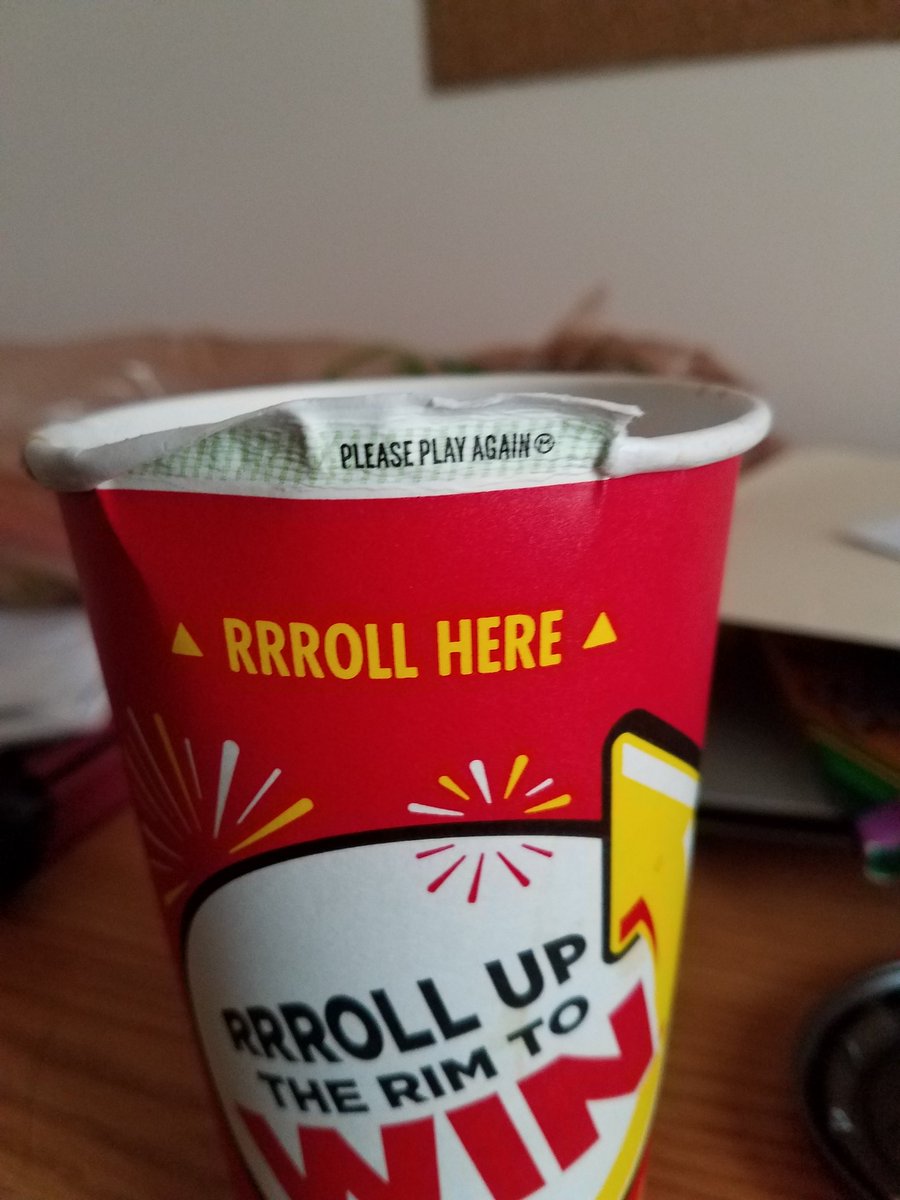 PLEASE PLAY AGAIN
RRROLL HERE
RRROLL UP
THE RIM TO
WIN